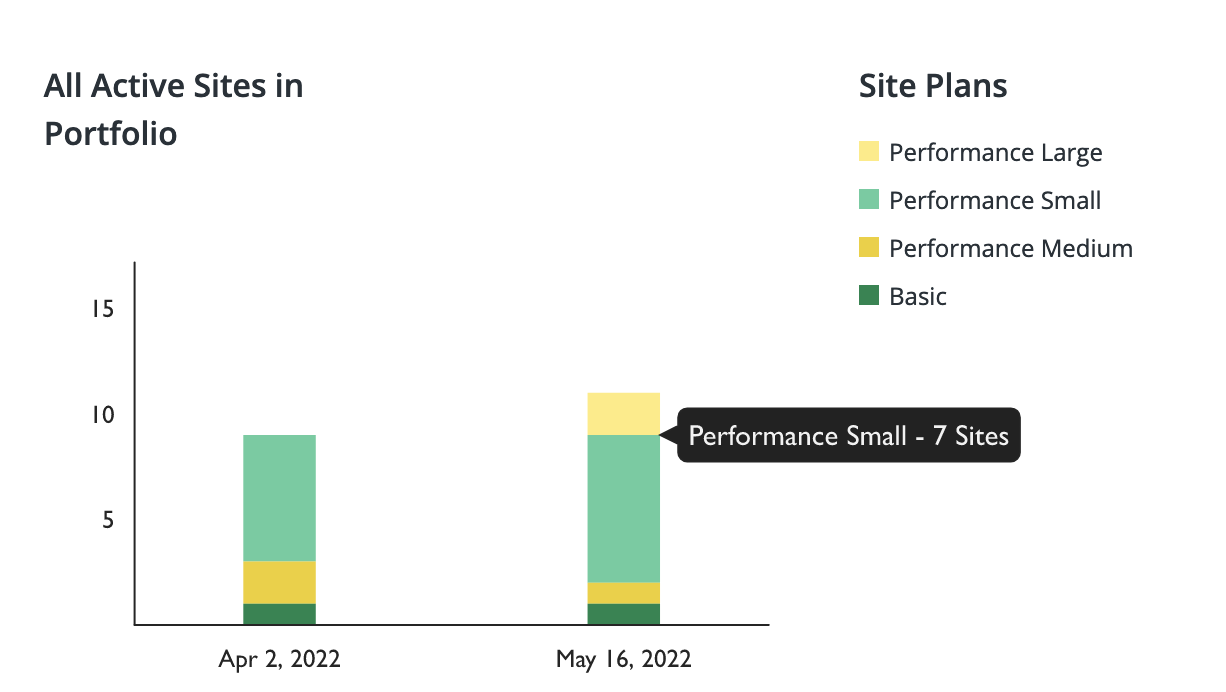 All Active Sites in
Portfolio
Site Plans
Performance Large
Performance Small
Performance Medium
Basic
15
10
5
Performance Small - 7 Sites
Apr 2, 2022
May 16, 2022